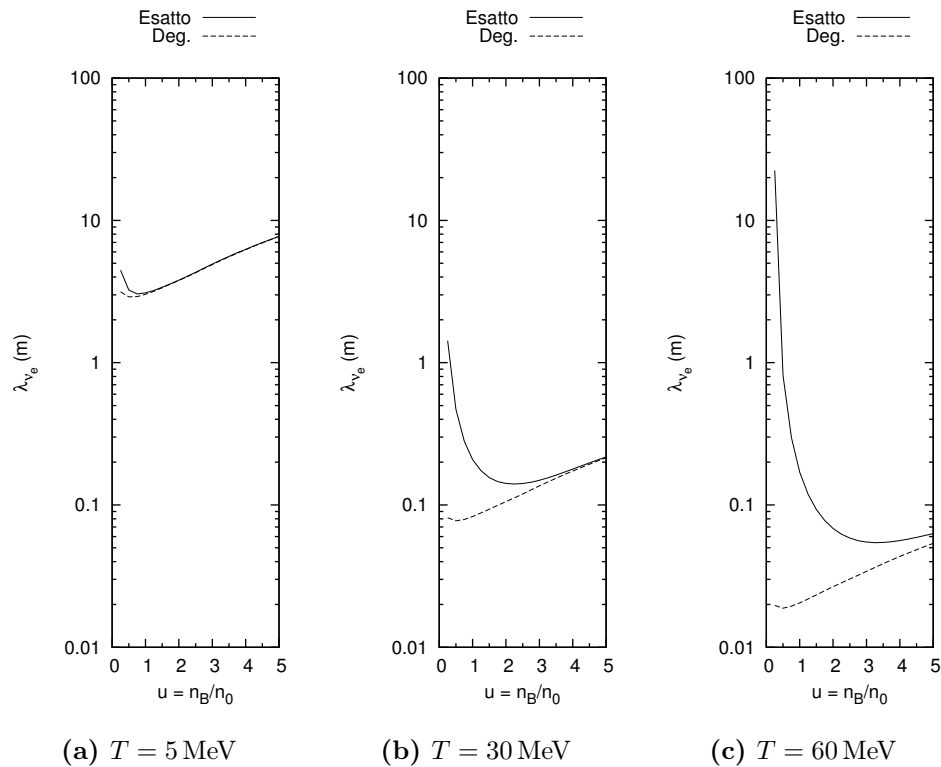 Esatto
Deg.
100
10
1
0.1
0.01
λνe (m)
0 1 2 3 4 5
u = nB/n0
(a) T = 5 MeV
Esatto
Deg.
100
10
1
0.1
0.01
λνe (m)
0 1 2 3 4 5
u = nB/n0
(b) T = 30 MeV
Esatto
Deg.
100
10
1
0.1
0.01
λνe (m)
0 1 2 3 4 5
u = nB/n0
(c) T = 60 MeV